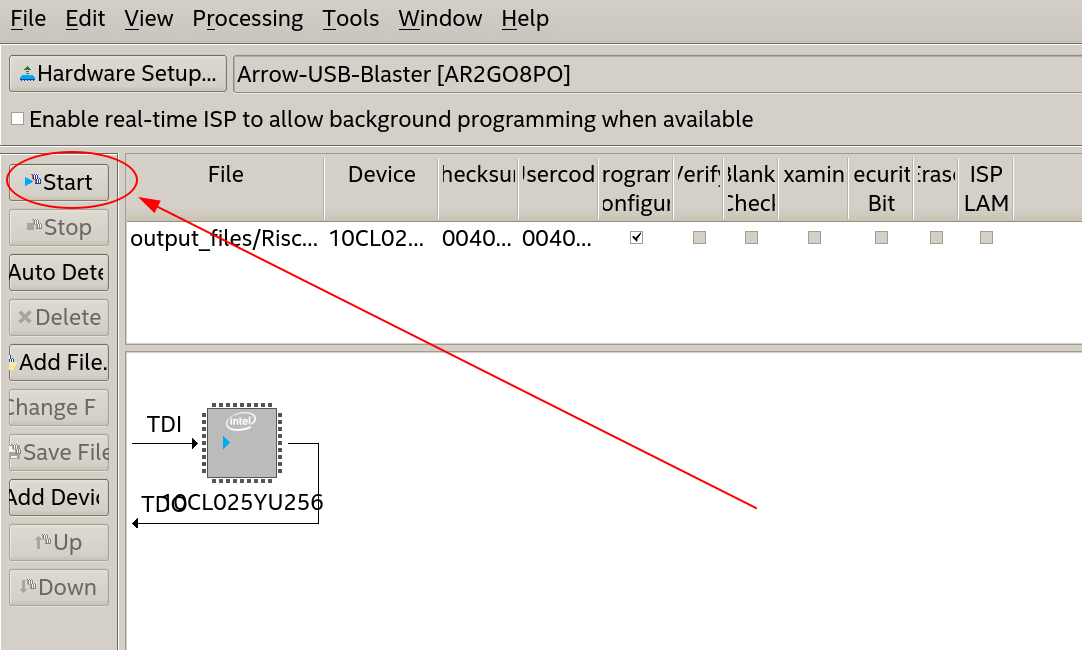 File Edit View Processing Tools Window Help
Hardware Setup... Arrow-USB-Blaster [AR2GO8PO]
Enable real-time ISP to allow background programming when available
Start
Stop
Auto Dete
Delete
Add File.
Change F
Save File
Add Devic
Up
Down
File Device hecksu Usercod rogram Verify Blank xamin ecurit Eras ISP
onfigur Check Bit LAM
output_files/Risc... 10CL02... 0040... 0040...
intel
TDI
TDO
10CL025YU256